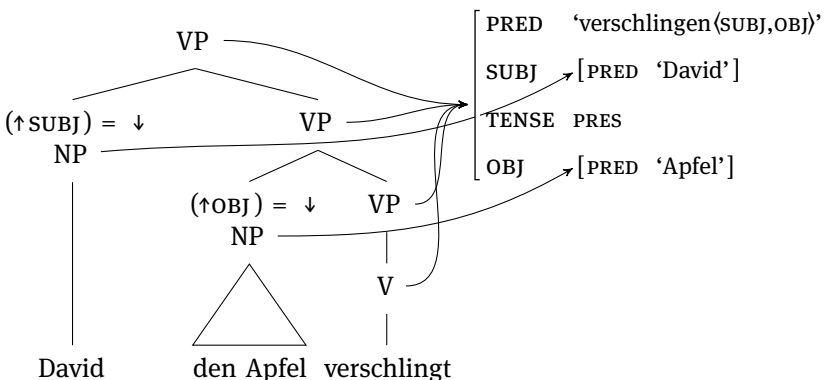 VP
PRED ‘verschlingen⟨SUBJ,OBJ⟩’
SUBJ [PRED ‘David’]
(↑SUBJ) = ↓ VP
TENSE PRES
NP
OBJ [PRED ‘Apfel’]
(↑OBJ) = ↓ VP
NP
V
David den Apfel verschlingt